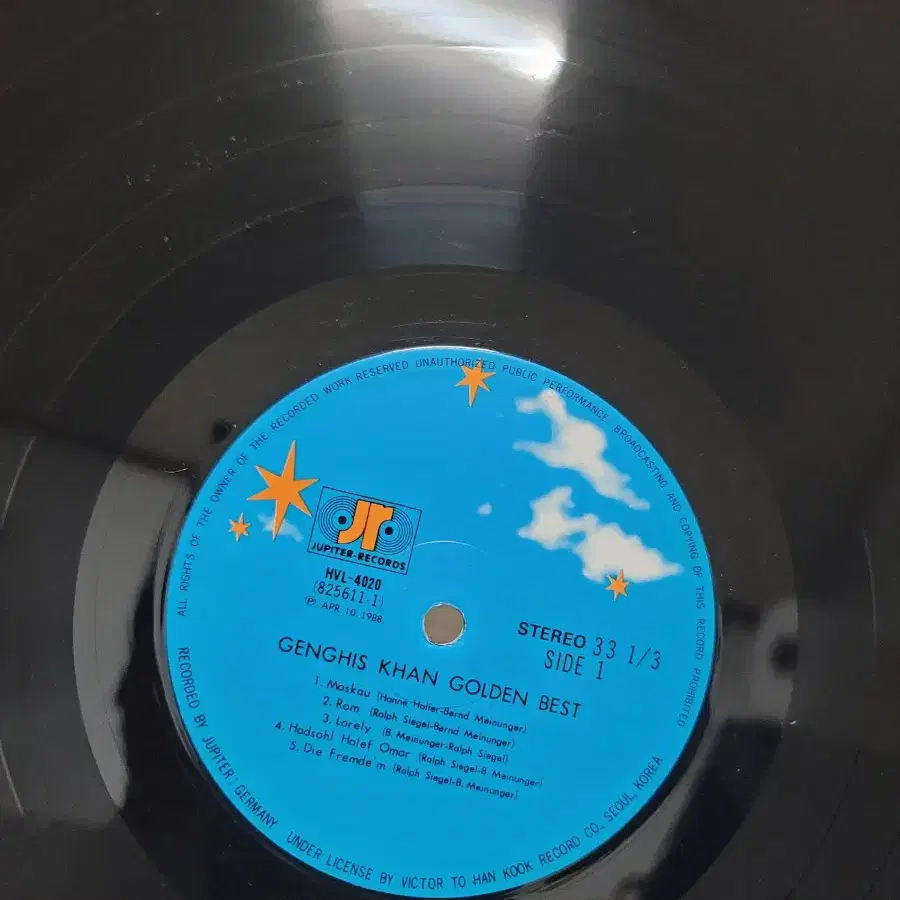 ALL RIGHTS OF THE OWNER OF THE RECORDED WORK RESERVED UNAUTHORIZED PUBLIC PERFORMANCE BROADCASTING AND COPYING OF THIS RECORD PROHIBITED
jr
JUPITER-RECORDS
HVL-4020
(825611-1)
Ⓟ APR. 10. 1988
STEREO 33 1/3
SIDE 1
GENGHIS KHAN GOLDEN BEST
1. Moskau (Hanne Haller-Bernd Meinunger)
2. Rom (Ralph Siegel-Bernd Meinunger)
3. Lorely (B. Meinunger-Ralph Siegel)
4. Hadsohl Halef Omar (Ralph Siegel-B. Meinunger)
5. Die Fremde'm (Ralph Siegel-B. Meinunger)
RECORDED BY JUPITER: GERMANY UNDER LICENSE BY VICTOR TO HAN KOOK RECORD CO., SEOUL, KOREA